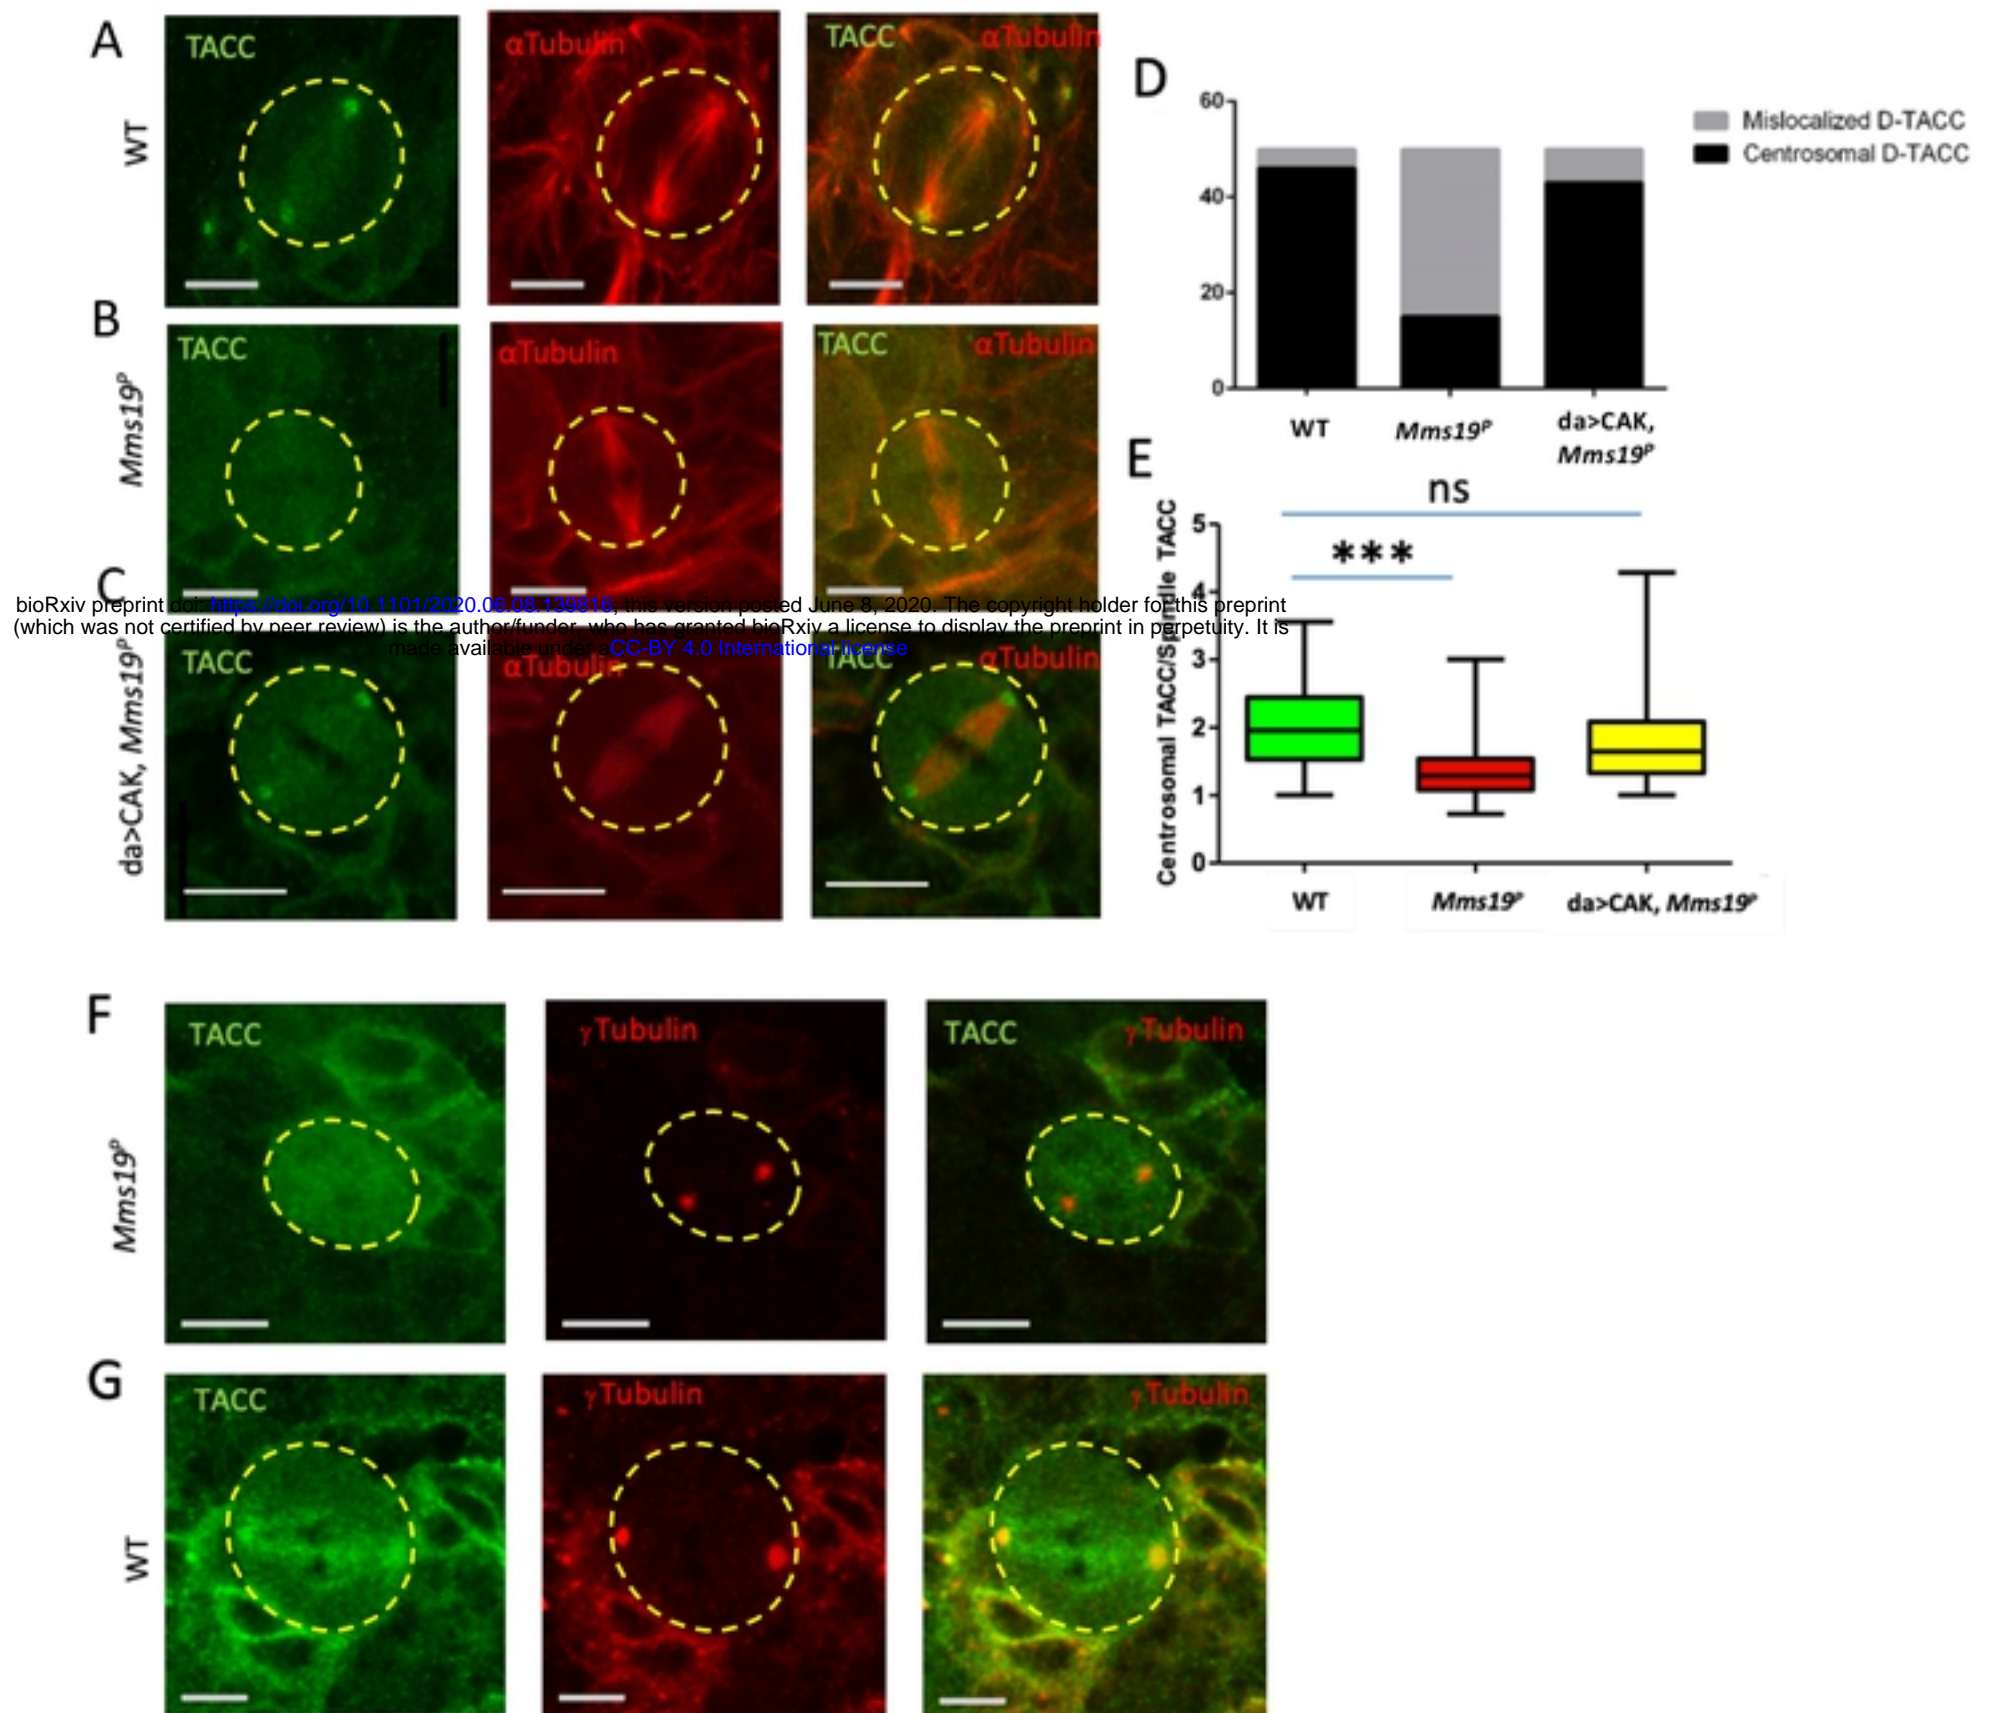 A
WT
TACC
αTubulin
TACC αTubulin
B
Mms19ᴾ
TACC
αTubulin
TACC αTubulin
C
da>CAK, Mms19ᴾ
TACC
αTubulin
TACC αTubulin
bioRxiv preprint doi: https://doi.org/10.1101/2020.06.08.139816; this version posted June 8, 2020. The copyright holder for this preprint
(which was not certified by peer review) is the author/funder, who has granted bioRxiv a license to display the preprint in perpetuity. It is
made available under aCC-BY 4.0 International license
D
60
40
20
0
Mislocalized D-TACC
Centrosomal D-TACC
WT
Mms19ᴾ
da>CAK,
Mms19ᴾ
E
Centrosomal TACC/Spindle TACC
5
4
3
2
1
0
ns
***
WT
Mms19ᴾ
da>CAK, Mms19ᴾ
F
Mms19ᴾ
TACC
γTubulin
TACC γTubulin
G
WT
TACC
γTubulin
γTubulin